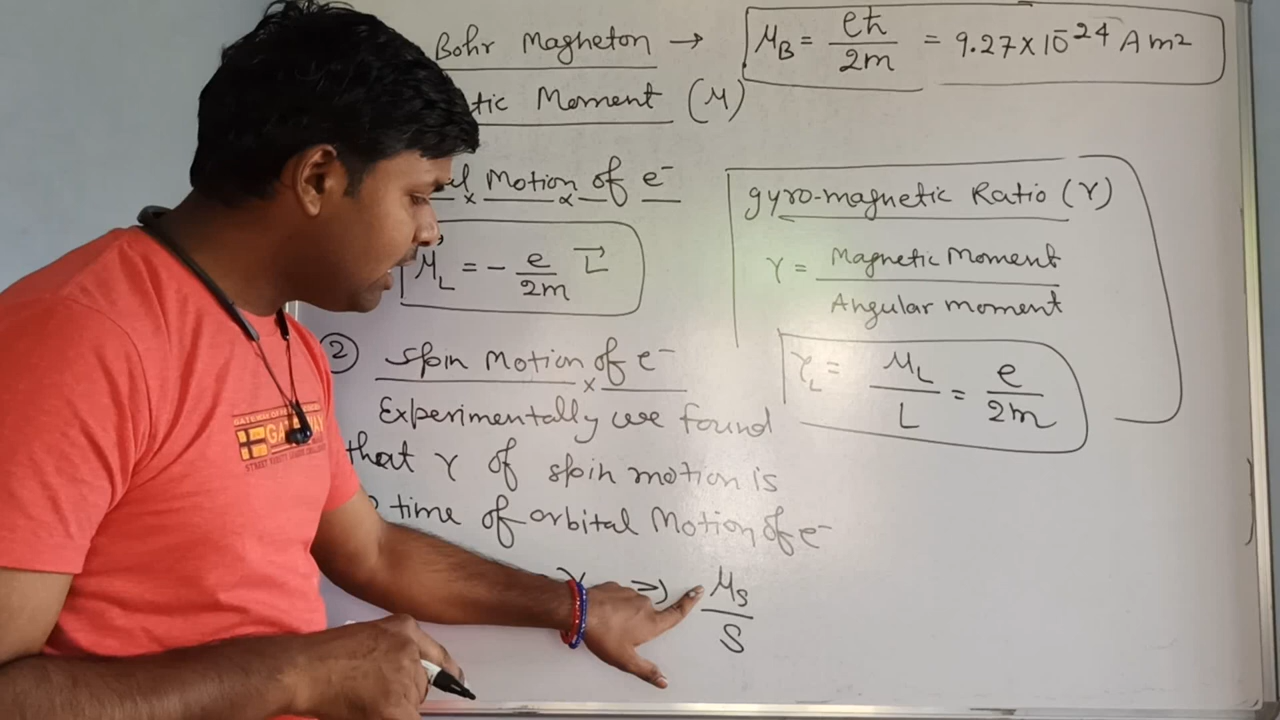 Bohr Magneton → μB = eħ/2m = 9.27×10⁻²⁴ A m²
tic Moment (μ)
Motion of e⁻
μL = - e/2m L
gyro-magnetic Ratio (γ)
γ = Magnetic Moment / Angular moment
γL = μL/L = e/2m
② Spin Motion of e⁻
Experimentally we found
that γ of spin motion is
time of orbital Motion of e⁻
⇒ μs/S
GATEWAY